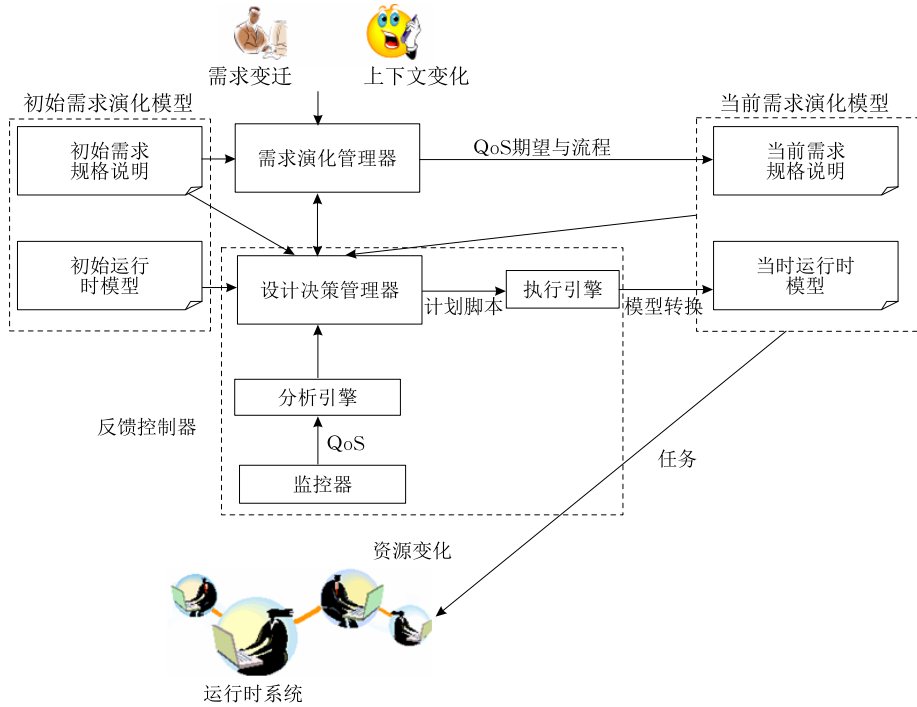 需求变迁
上下文变化
初始需求演化模型
当前需求演化模型
初始需求
规格说明
需求演化管理器
QoS期望与流程
当前需求
规格说明
初始运行
时模型
设计决策管理器
计划脚本
执行引擎
模型转换
当时运行时
模型
分析引擎
反馈控制器
QoS
监控器
任务
资源变化
运行时系统